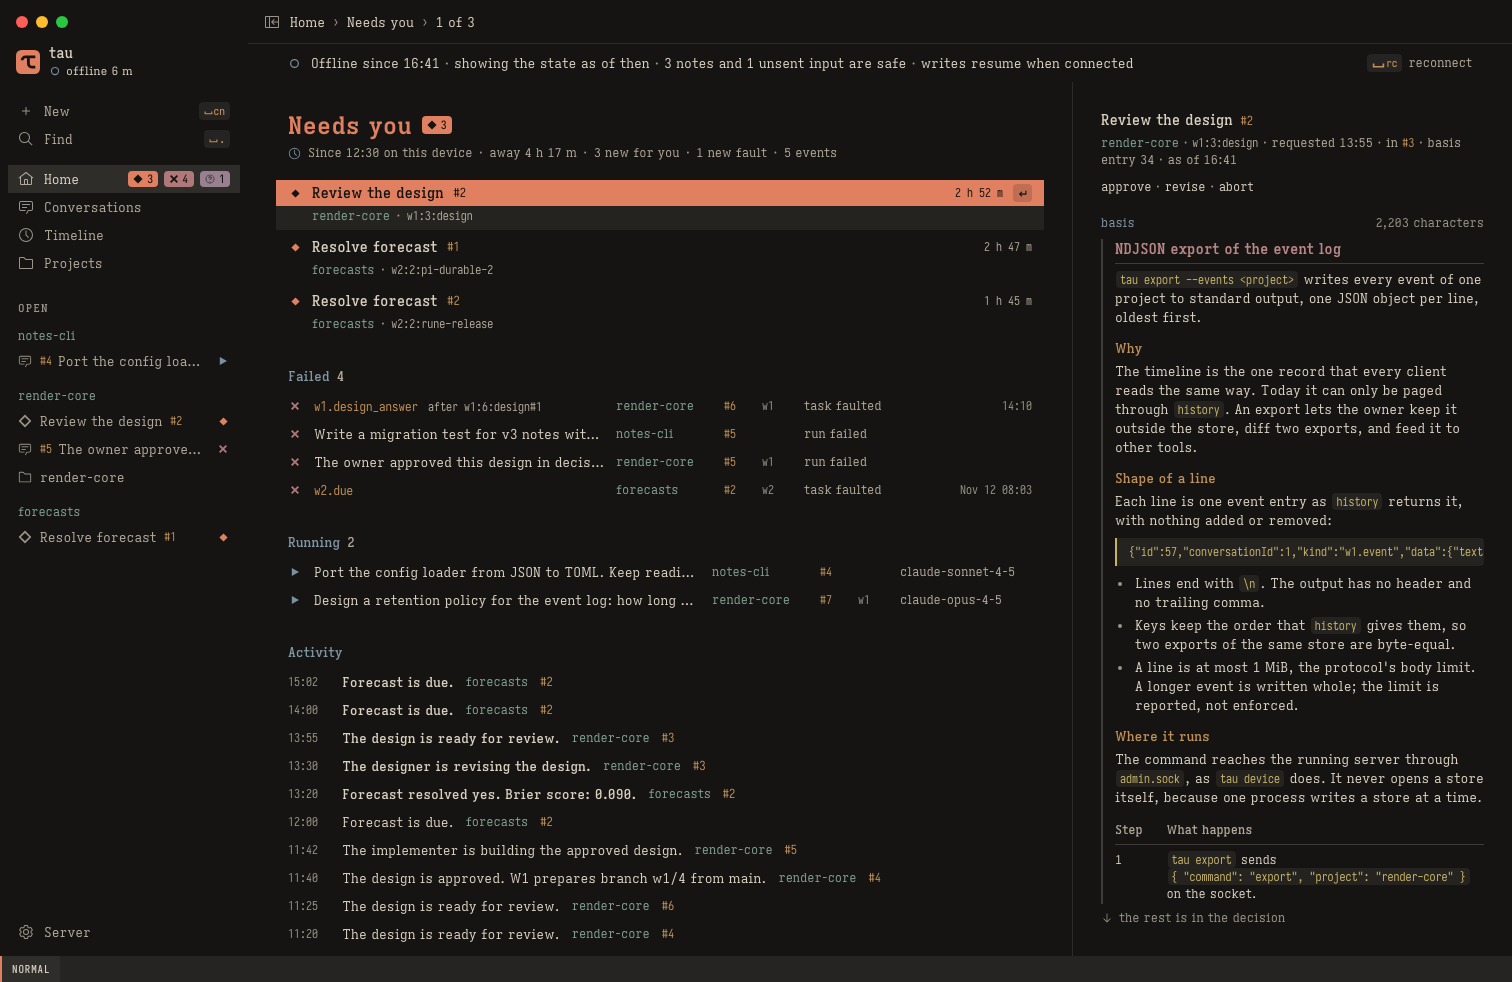 Home › Needs you › 1 of 3
tau
offline 6 m
Offline since 16:41 · showing the state as of then · 3 notes and 1 unsent input are safe · writes resume when connected
rc reconnect
New cn
Find .
Home 3 4 1
Conversations
Timeline
Projects
OPEN
notes-cli
#4 Port the config loa...
render-core
Review the design #2
#5 The owner approve...
render-core
forecasts
Resolve forecast #1
Server
NORMAL
Needs you 3
Since 12:30 on this device · away 4 h 17 m · 3 new for you · 1 new fault · 5 events
Review the design #2 2 h 52 m
render-core · w1:3:design
Resolve forecast #1 2 h 47 m
forecasts · w2:2:pi-durable-2
Resolve forecast #2 1 h 45 m
forecasts · w2:2:rune-release
Failed 4
w1.design_answer after w1:6:design#1 render-core #6 w1 task faulted 14:10
Write a migration test for v3 notes wit... notes-cli #5 run failed
The owner approved this design in decis... render-core #5 w1 run failed
w2.due forecasts #2 w2 task faulted Nov 12 08:03
Running 2
Port the config loader from JSON to TOML. Keep readi... notes-cli #4 claude-sonnet-4-5
Design a retention policy for the event log: how long ... render-core #7 w1 claude-opus-4-5
Activity
15:02 Forecast is due. forecasts #2
14:00 Forecast is due. forecasts #2
13:55 The design is ready for review. render-core #3
13:30 The designer is revising the design. render-core #3
13:20 Forecast resolved yes. Brier score: 0.090. forecasts #2
12:00 Forecast is due. forecasts #2
11:42 The implementer is building the approved design. render-core #5
11:40 The design is approved. W1 prepares branch w1/4 from main. render-core #4
11:25 The design is ready for review. render-core #6
11:20 The design is ready for review. render-core #4
Review the design #2
render-core · w1:3:design · requested 13:55 · in #3 · basis
entry 34 · as of 16:41
approve · revise · abort
basis 2,203 characters
NDJSON export of the event log
tau export --events <project> writes every event of one
project to standard output, one JSON object per line,
oldest first.
Why
The timeline is the one record that every client
reads the same way. Today it can only be paged
through history. An export lets the owner keep it
outside the store, diff two exports, and feed it to
other tools.
Shape of a line
Each line is one event entry as history returns it,
with nothing added or removed:
{"id":57,"conversationId":1,"kind":"w1.event","data":{"text
• Lines end with \n. The output has no header and
no trailing comma.
• Keys keep the order that history gives them, so
two exports of the same store are byte-equal.
• A line is at most 1 MiB, the protocol's body limit.
A longer event is written whole; the limit is
reported, not enforced.
Where it runs
The command reaches the running server through
admin.sock, as tau device does. It never opens a store
itself, because one process writes a store at a time.
Step What happens
1 tau export sends
{ "command": "export", "project": "render-core" }
on the socket.
↓ the rest is in the decision